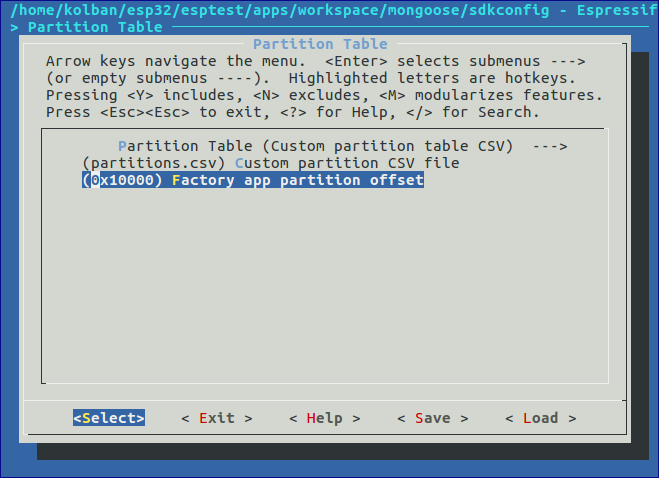 /home/kolban/esp32/esptest/apps/workspace/mongoose/sdkconfig - Espressif
> Partition Table
Partition Table
Arrow keys navigate the menu.  <Enter> selects submenus --->
(or empty submenus ----).  Highlighted letters are hotkeys.
Pressing <Y> includes, <N> excludes, <M> modularizes features.
Press <Esc><Esc> to exit, <?> for Help, </> for Search.
Partition Table (Custom partition table CSV)  --->
(partitions.csv) Custom partition CSV file
(0x10000) Factory app partition offset
<Select>    < Exit >    < Help >    < Save >    < Load >